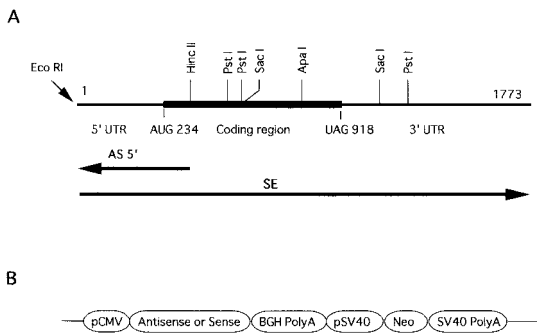 A
Eco RI
Hinc II
Pst I
Pst I
Sac I
Apa I
Sac I
Pst I
1
1773
5' UTR
AUG 234
Coding region
UAG 918
3' UTR
AS 5'
SE
B
pCMV
Antisense or Sense
BGH PolyA
pSV40
Neo
SV40 PolyA